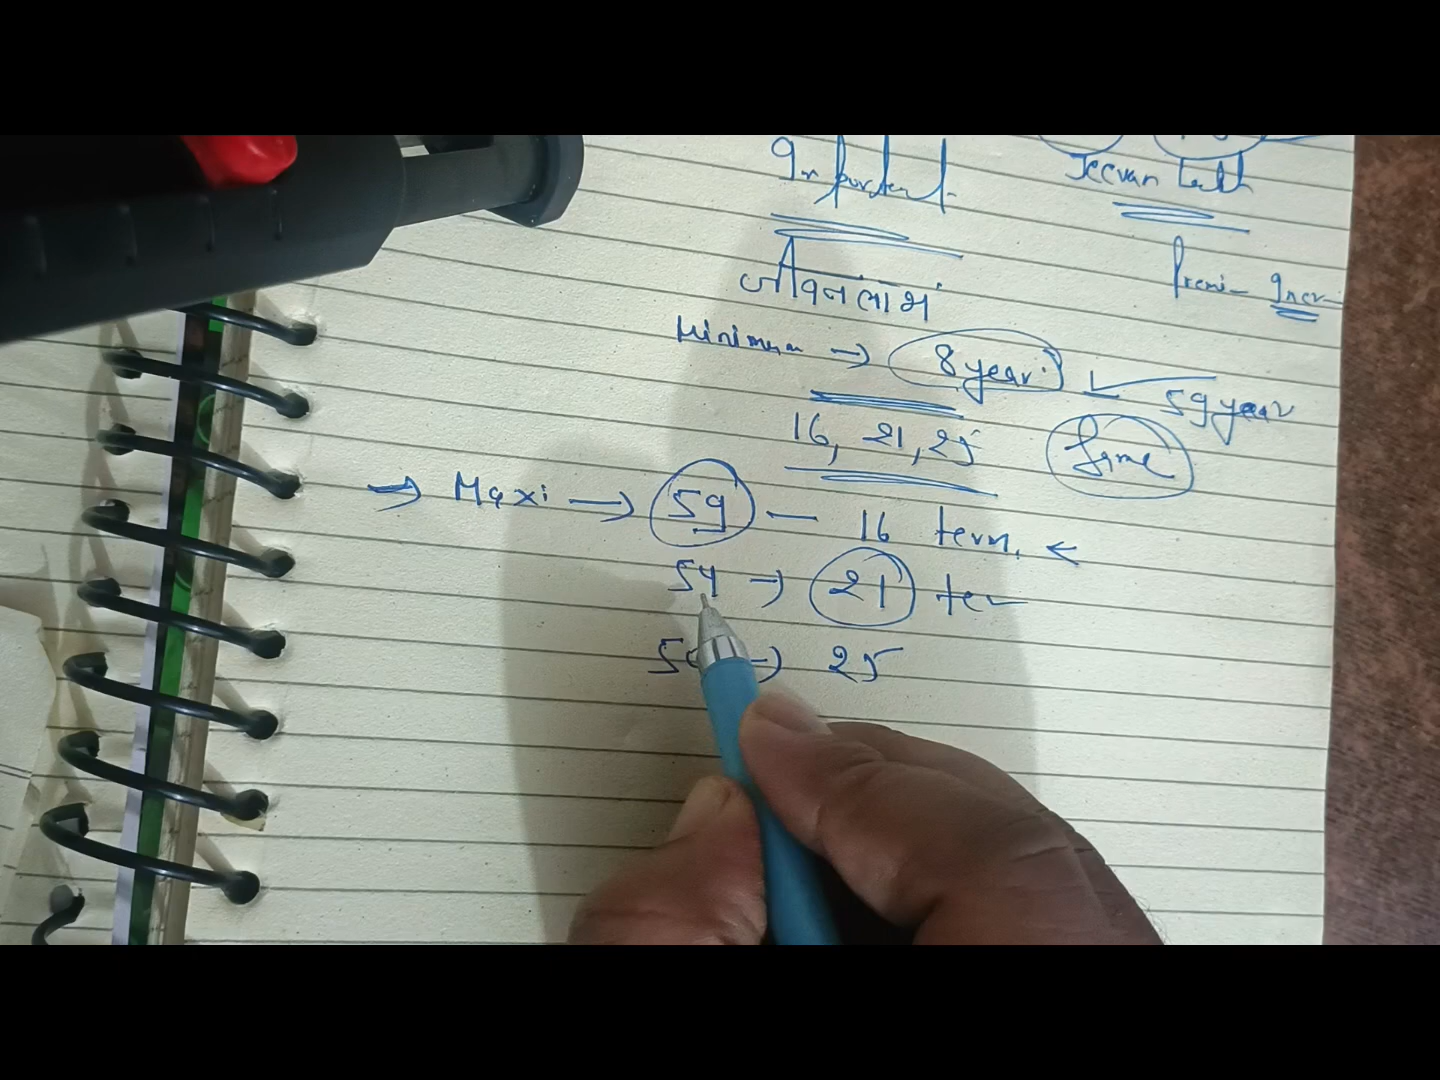 Important
Jeevan Labh
जीवन लाभ
Premi- Incr
Minimum → 8 year
59 year
16, 21, 25
→ Maxi → 59 — 16 term. ←
54 → 21 ter
→ 25